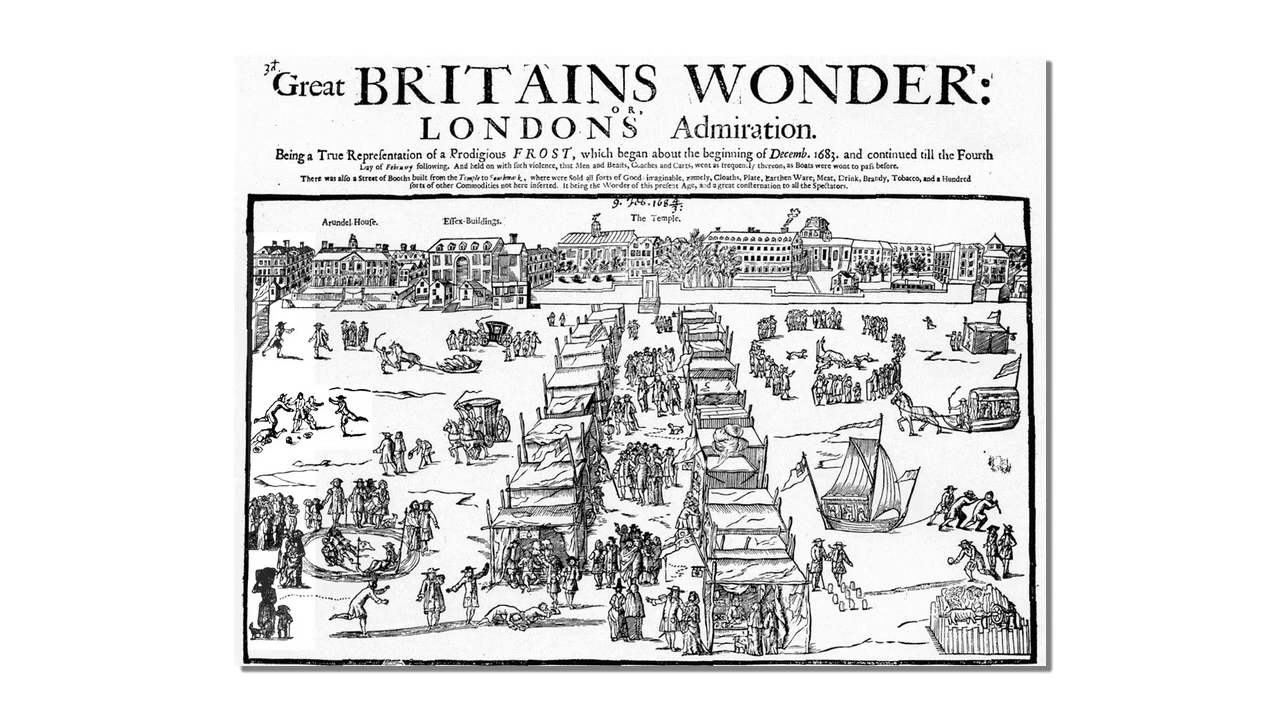 3d.
Great BRITAINS WONDER:
OR,
LONDONS Admiration.
Being a True Representation of a Prodigious FROST, which began about the beginning of Decemb. 1683. and continued till the Fourth
Day of February following. And held on with such violence, that Men and Beasts, Coaches and Carts, went as frequently thereon, as Boats were wont to pass before.
There was also a Street of Booths built from the Temple to Southwark, where were Sold all sorts of Goods imaginable, namely, Cloaths, Plate, Earthen Ware; Meat, Drink, Brandy, Tobacco, and a Hundred
sorts of other Commodities not here inserted. It being the Wonder of this present Age, and a great consternation to all the Spectators.
9. Feb. 168¾:
Arundel-House. Essex-Buildings. The Temple.